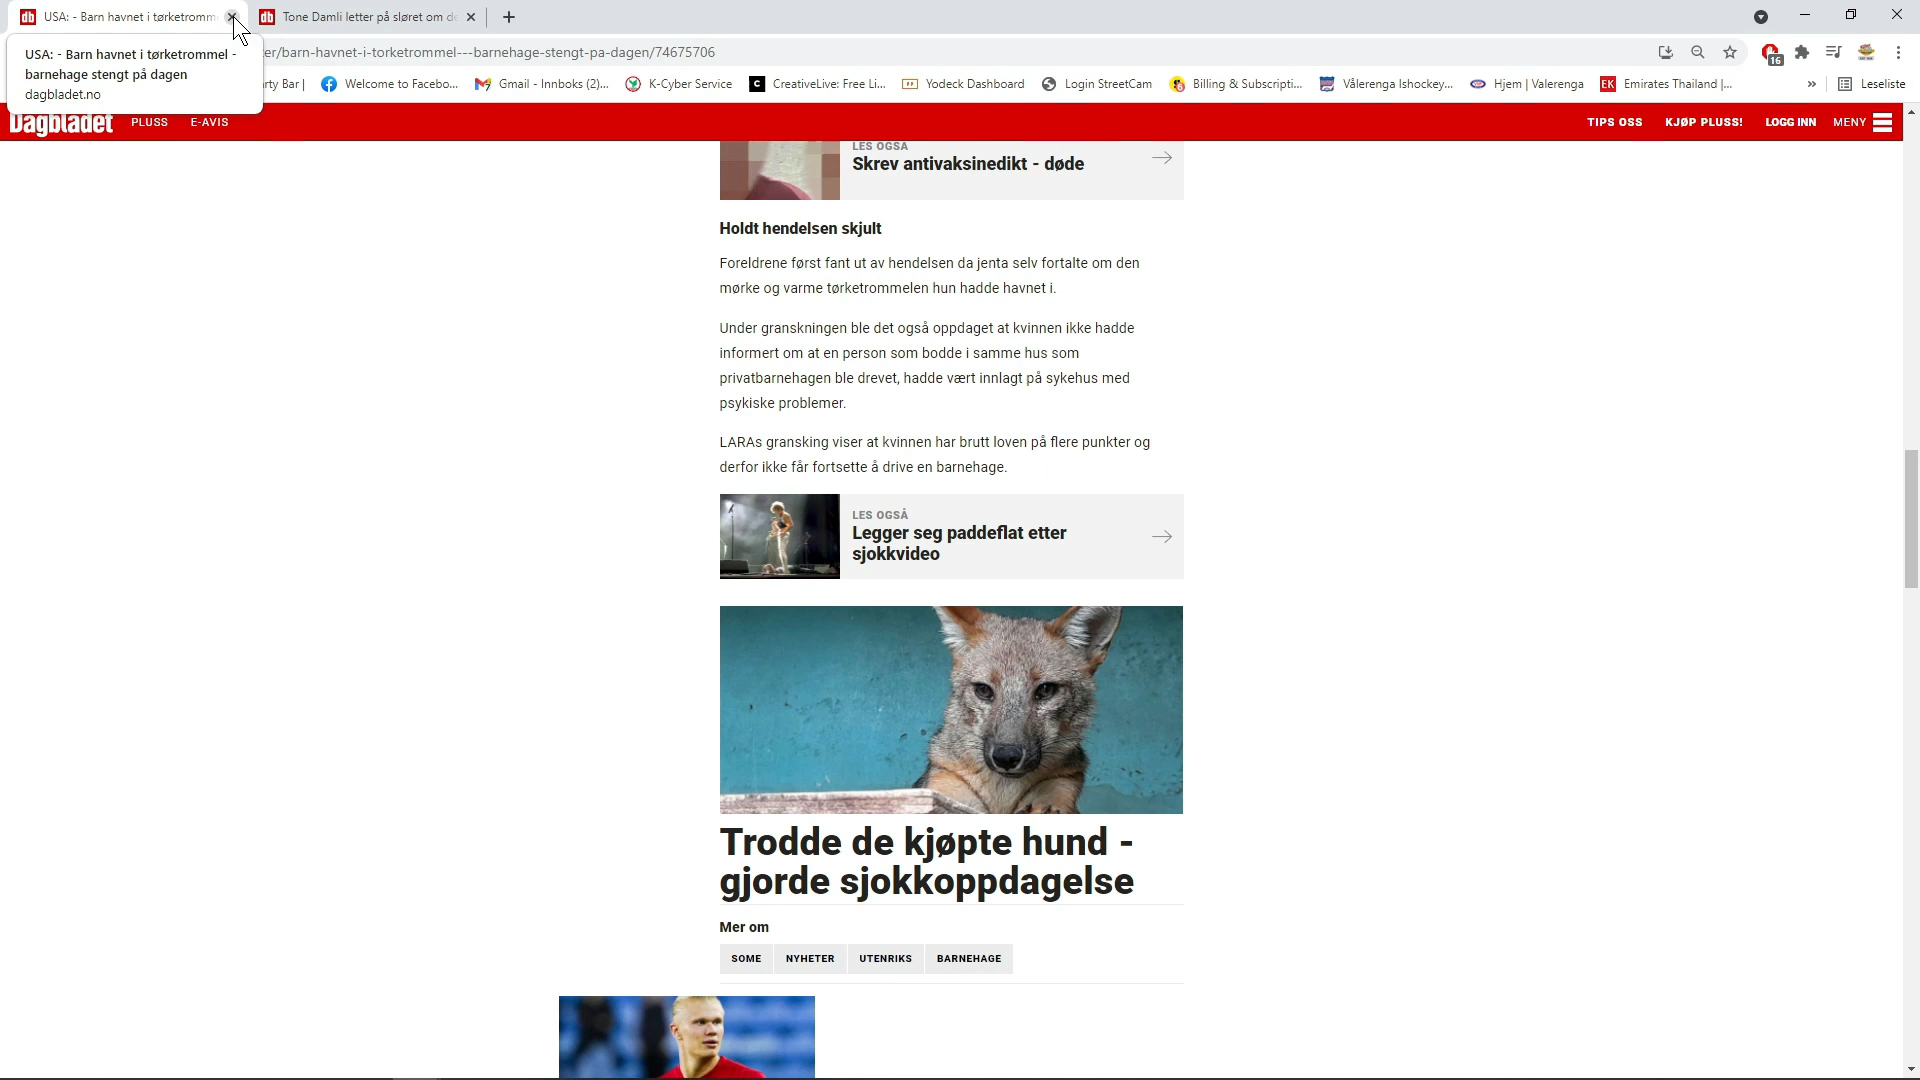 USA: - Barn havnet i tørketromm
Tone Damli letter på sløret om de
USA: - Barn havnet i tørketrommel -
barnehage stengt på dagen
dagbladet.no
er/barn-havnet-i-torketrommel---barnehage-stengt-pa-dagen/74675706
16
arty Bar |
Welcome to Facebo...
Gmail - Innboks (2)...
K-Cyber Service
CreativeLive: Free Li...
Yodeck Dashboard
Login StreetCam
Billing & Subscripti...
Vålerenga Ishockey...
Hjem | Valerenga
EK Emirates Thailand |...
»
Leseliste
Dagbladet
PLUSS
E-AVIS
TIPS OSS
KJØP PLUSS!
LOGG INN
MENY
LES OGSÅ
Skrev antivaksinedikt - døde
Holdt hendelsen skjult
Foreldrene først fant ut av hendelsen da jenta selv fortalte om den
mørke og varme tørketrommelen hun hadde havnet i.
Under granskningen ble det også oppdaget at kvinnen ikke hadde
informert om at en person som bodde i samme hus som
privatbarnehagen ble drevet, hadde vært innlagt på sykehus med
psykiske problemer.
LARAs gransking viser at kvinnen har brutt loven på flere punkter og
derfor ikke får fortsette å drive en barnehage.
LES OGSÅ
Legger seg paddeflat etter
sjokkvideo
Trodde de kjøpte hund -
gjorde sjokkoppdagelse
Mer om
SOME
NYHETER
UTENRIKS
BARNEHAGE